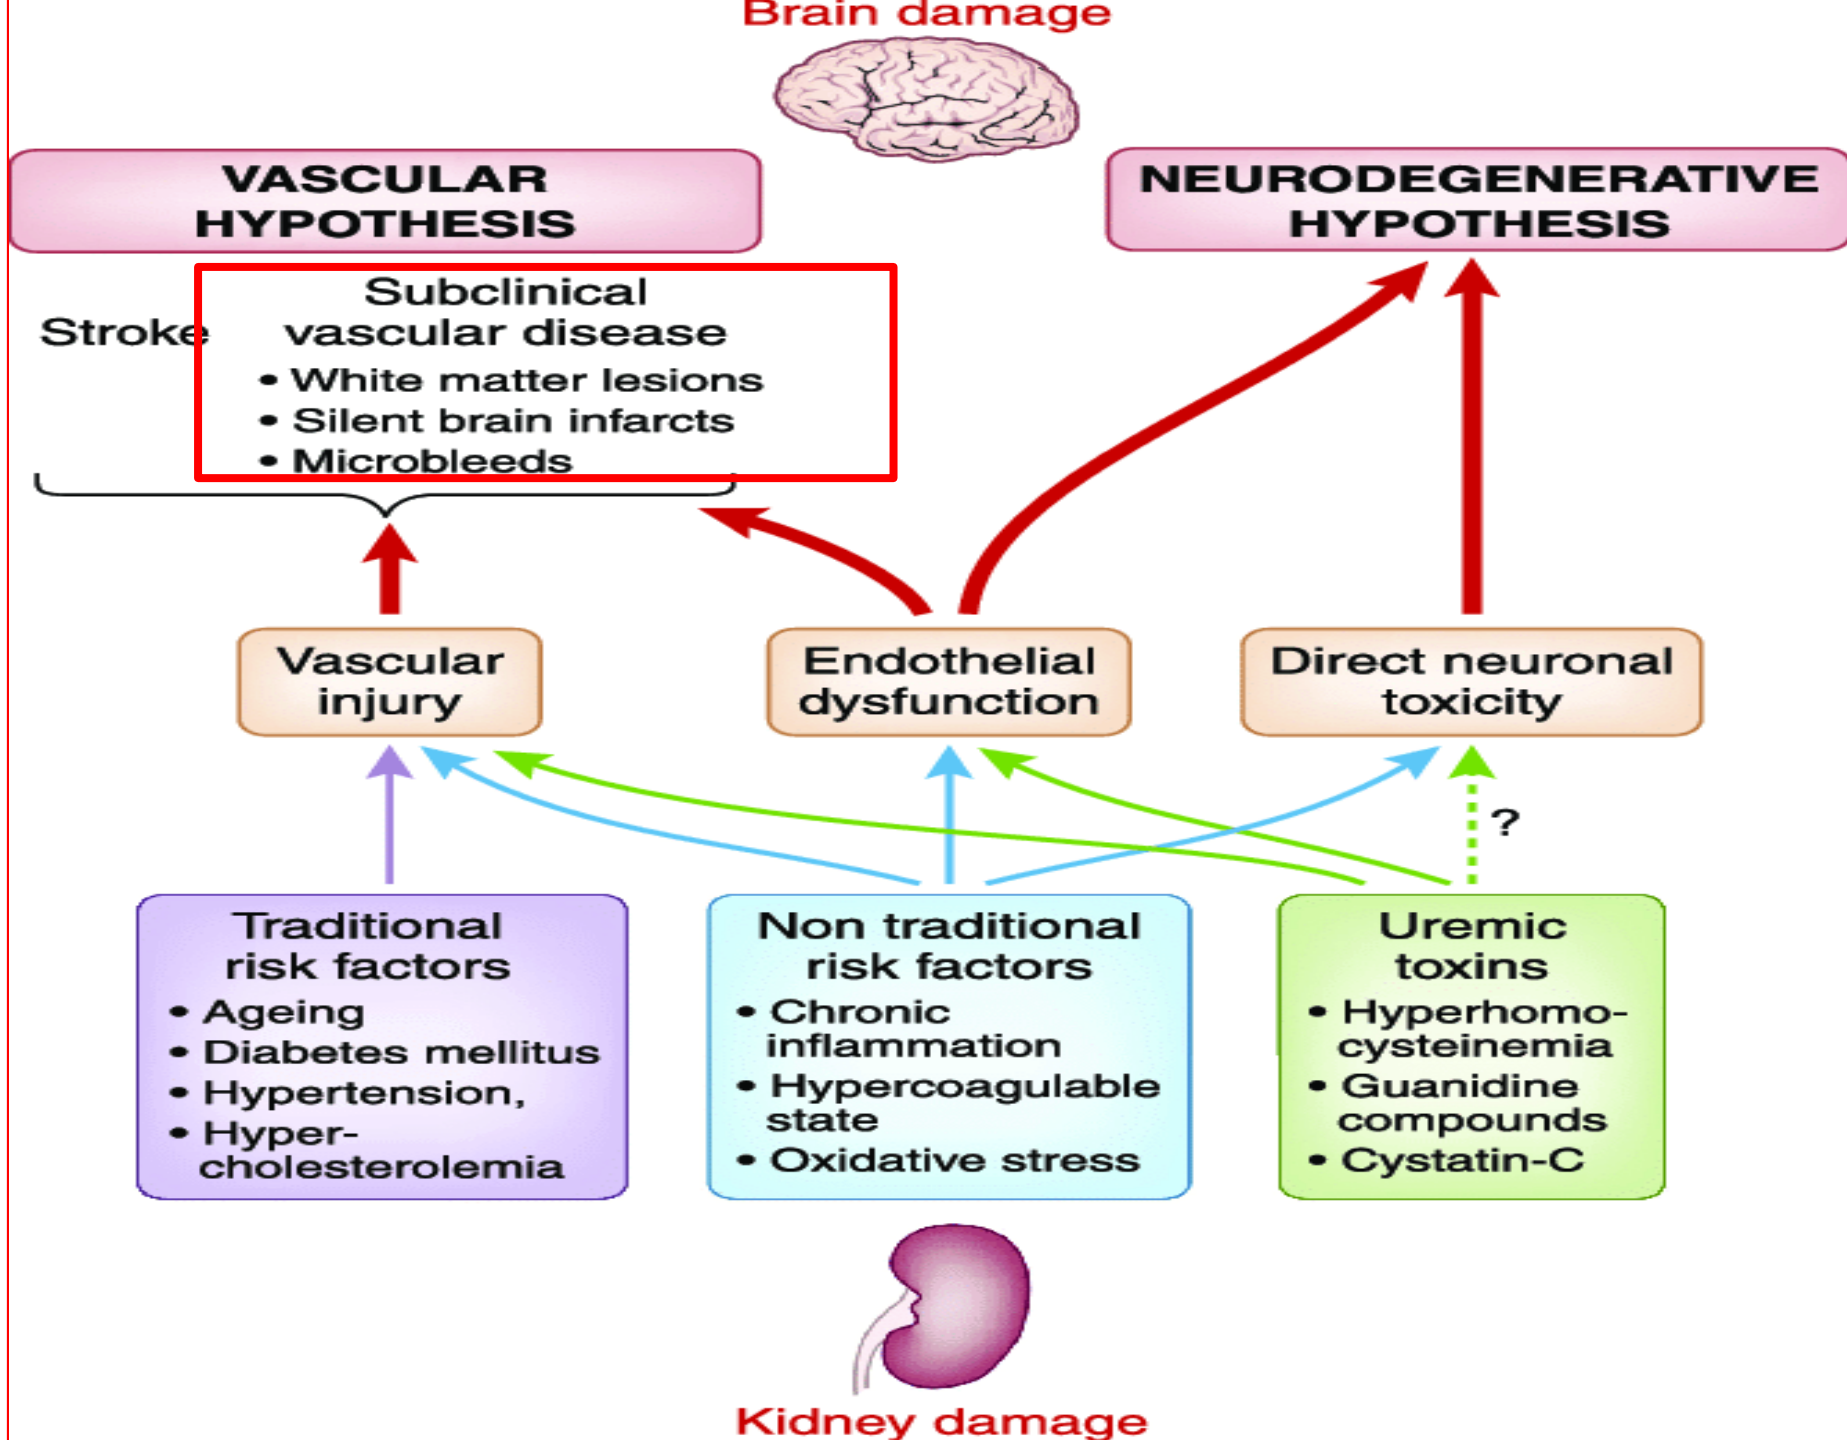 Brain damage
VASCULAR
HYPOTHESIS
NEURODEGENERATIVE
HYPOTHESIS
Stroke
Subclinical
vascular disease
• White matter lesions
• Silent brain infarcts
• Microbleeds
Vascular
injury
Endothelial
dysfunction
Direct neuronal
toxicity
?
Traditional
risk factors
• Ageing
• Diabetes mellitus
• Hypertension,
• Hyper-
cholesterolemia
Non traditional
risk factors
• Chronic
inflammation
• Hypercoagulable
state
• Oxidative stress
Uremic
toxins
• Hyperhomo-
cysteinemia
• Guanidine
compounds
• Cystatin-C
Kidney damage